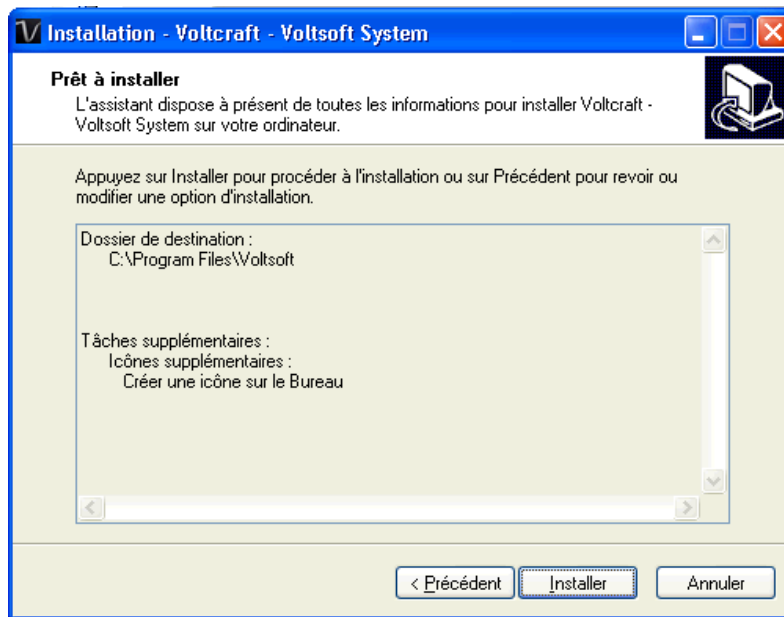 Installation - Voltcraft - Voltsoft System
Prêt à installer
L'assistant dispose à présent de toutes les informations pour installer Voltcraft -
Voltsoft System sur votre ordinateur.
Appuyez sur Installer pour procéder à l'installation ou sur Précédent pour revoir ou
modifier une option d'installation.
Dossier de destination :
C:\Program Files\Voltsoft
Tâches supplémentaires :
Icônes supplémentaires :
Créer une icône sur le Bureau
< Précédent Installer Annuler